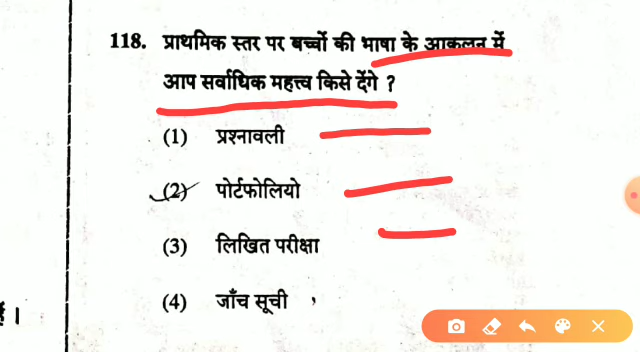 118. प्राथमिक स्तर पर बच्चों की भाषा के आकलन में
आप सर्वाधिक महत्त्व किसे देंगे ?
(1) प्रश्नावली
(2) पोर्टफोलियो
(3) लिखित परीक्षा
(4) जाँच सूची